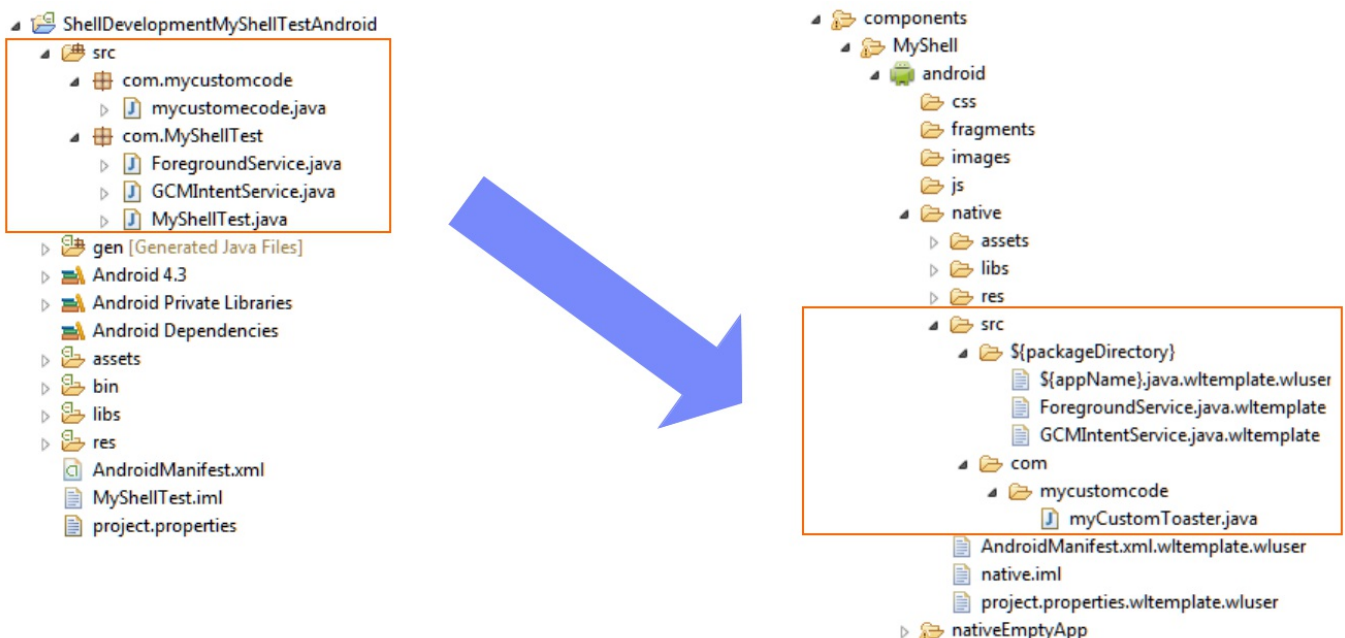 ShellDevelopmentMyShellTestAndroid
src
com.mycustomcode
mycustomecode.java
com.MyShellTest
ForegroundService.java
GCMIntentService.java
MyShellTest.java
gen [Generated Java Files]
Android 4.3
Android Private Libraries
Android Dependencies
assets
bin
libs
res
AndroidManifest.xml
MyShellTest.iml
project.properties
components
MyShell
android
css
fragments
images
js
native
assets
libs
res
src
${packageDirectory}
${appName}.java.wltemplate.wluser
ForegroundService.java.wltemplate
GCMIntentService.java.wltemplate
com
mycustomcode
myCustomToaster.java
AndroidManifest.xml.wltemplate.wluser
native.iml
project.properties.wltemplate.wluser
nativeEmptyApp